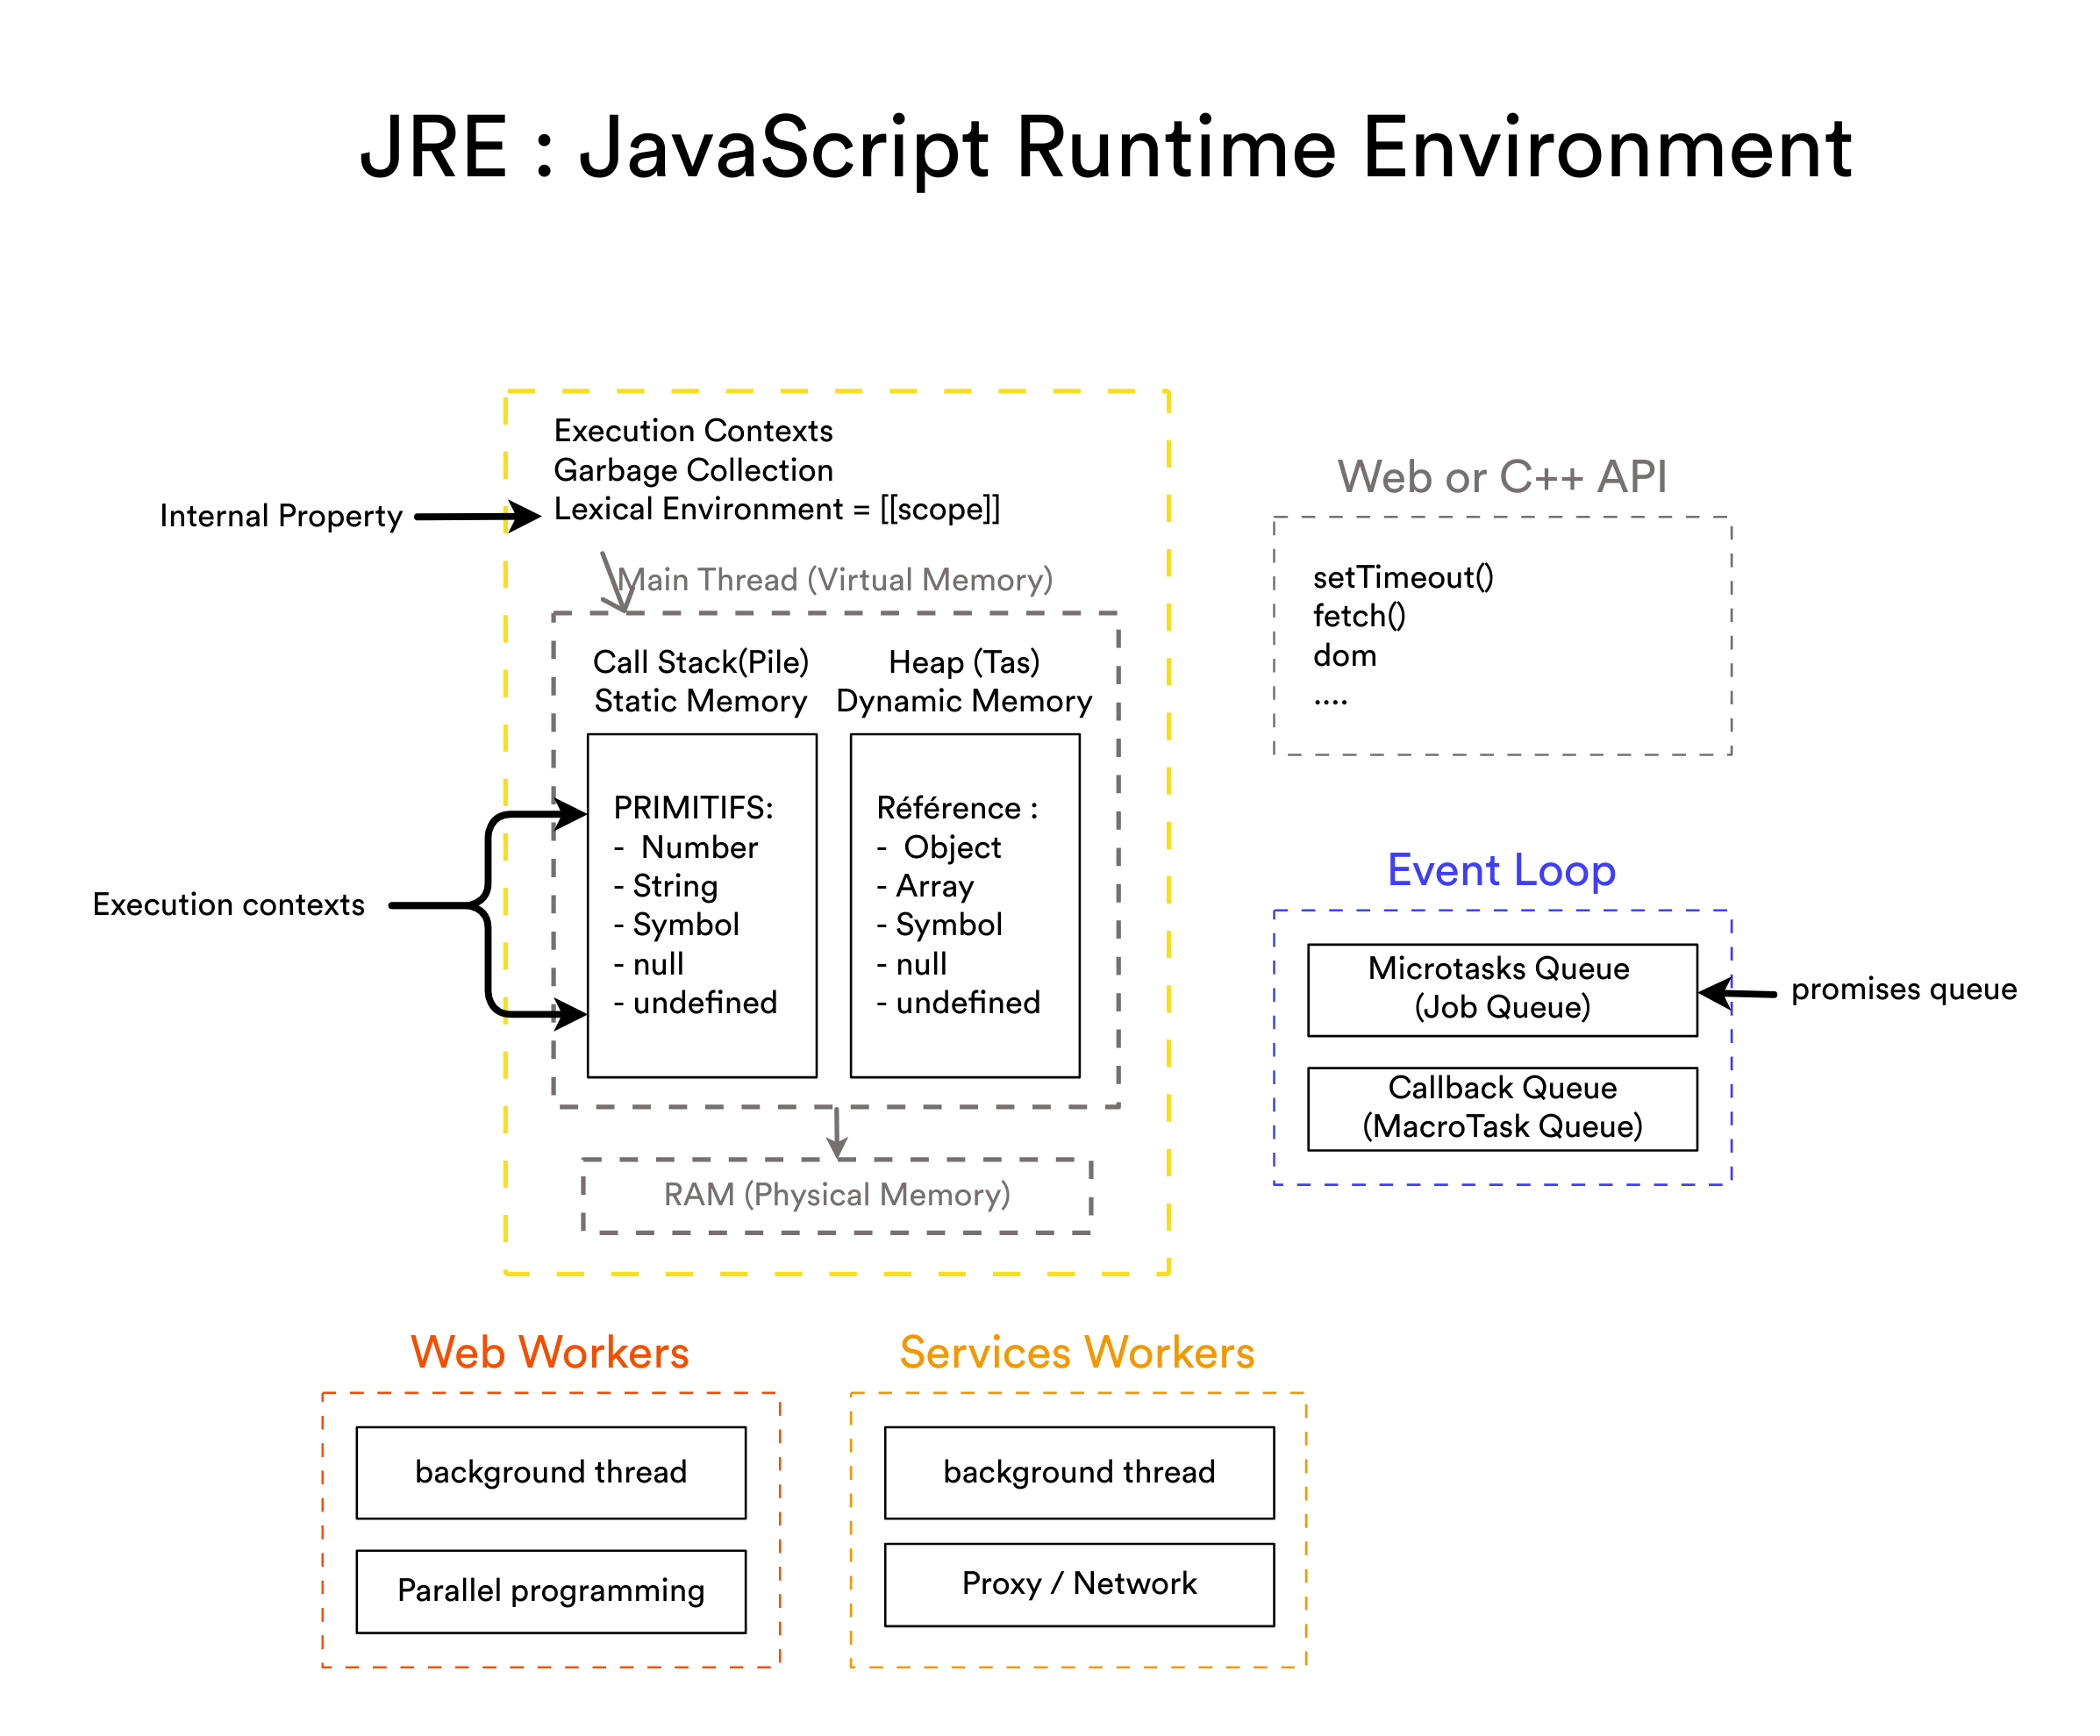 JRE : JavaScript Runtime Environment
Execution Contexts
Garbage Collection
Lexical Environment = [[scope]]
Internal Property
Main Thread (Virtual Memory)
Call Stack(Pile)
Static Memory
Heap (Tas)
Dynamic Memory
PRIMITIFS:
- Number
- String
- Symbol
- null
- undefined
Référence :
- Object
- Array
- Symbol
- null
- undefined
Execution contexts
RAM (Physical Memory)
Web or C++ API
setTimeout()
fetch()
dom
....
Event Loop
Microtasks Queue
(Job Queue)
promises queue
Callback Queue
(MacroTask Queue)
Web Workers
background thread
Parallel programming
Services Workers
background thread
Proxy / Network